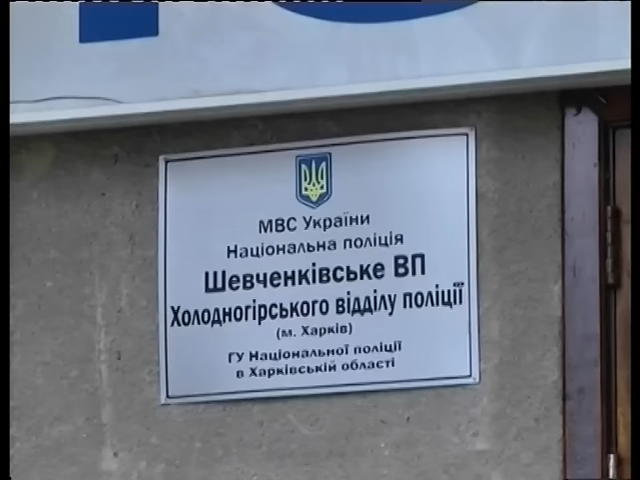 МВС України
Національна поліція
Шевченківське ВП
Холодногірського відділу поліції
(м. Харків)
ГУ Національної поліції
в Харківській області